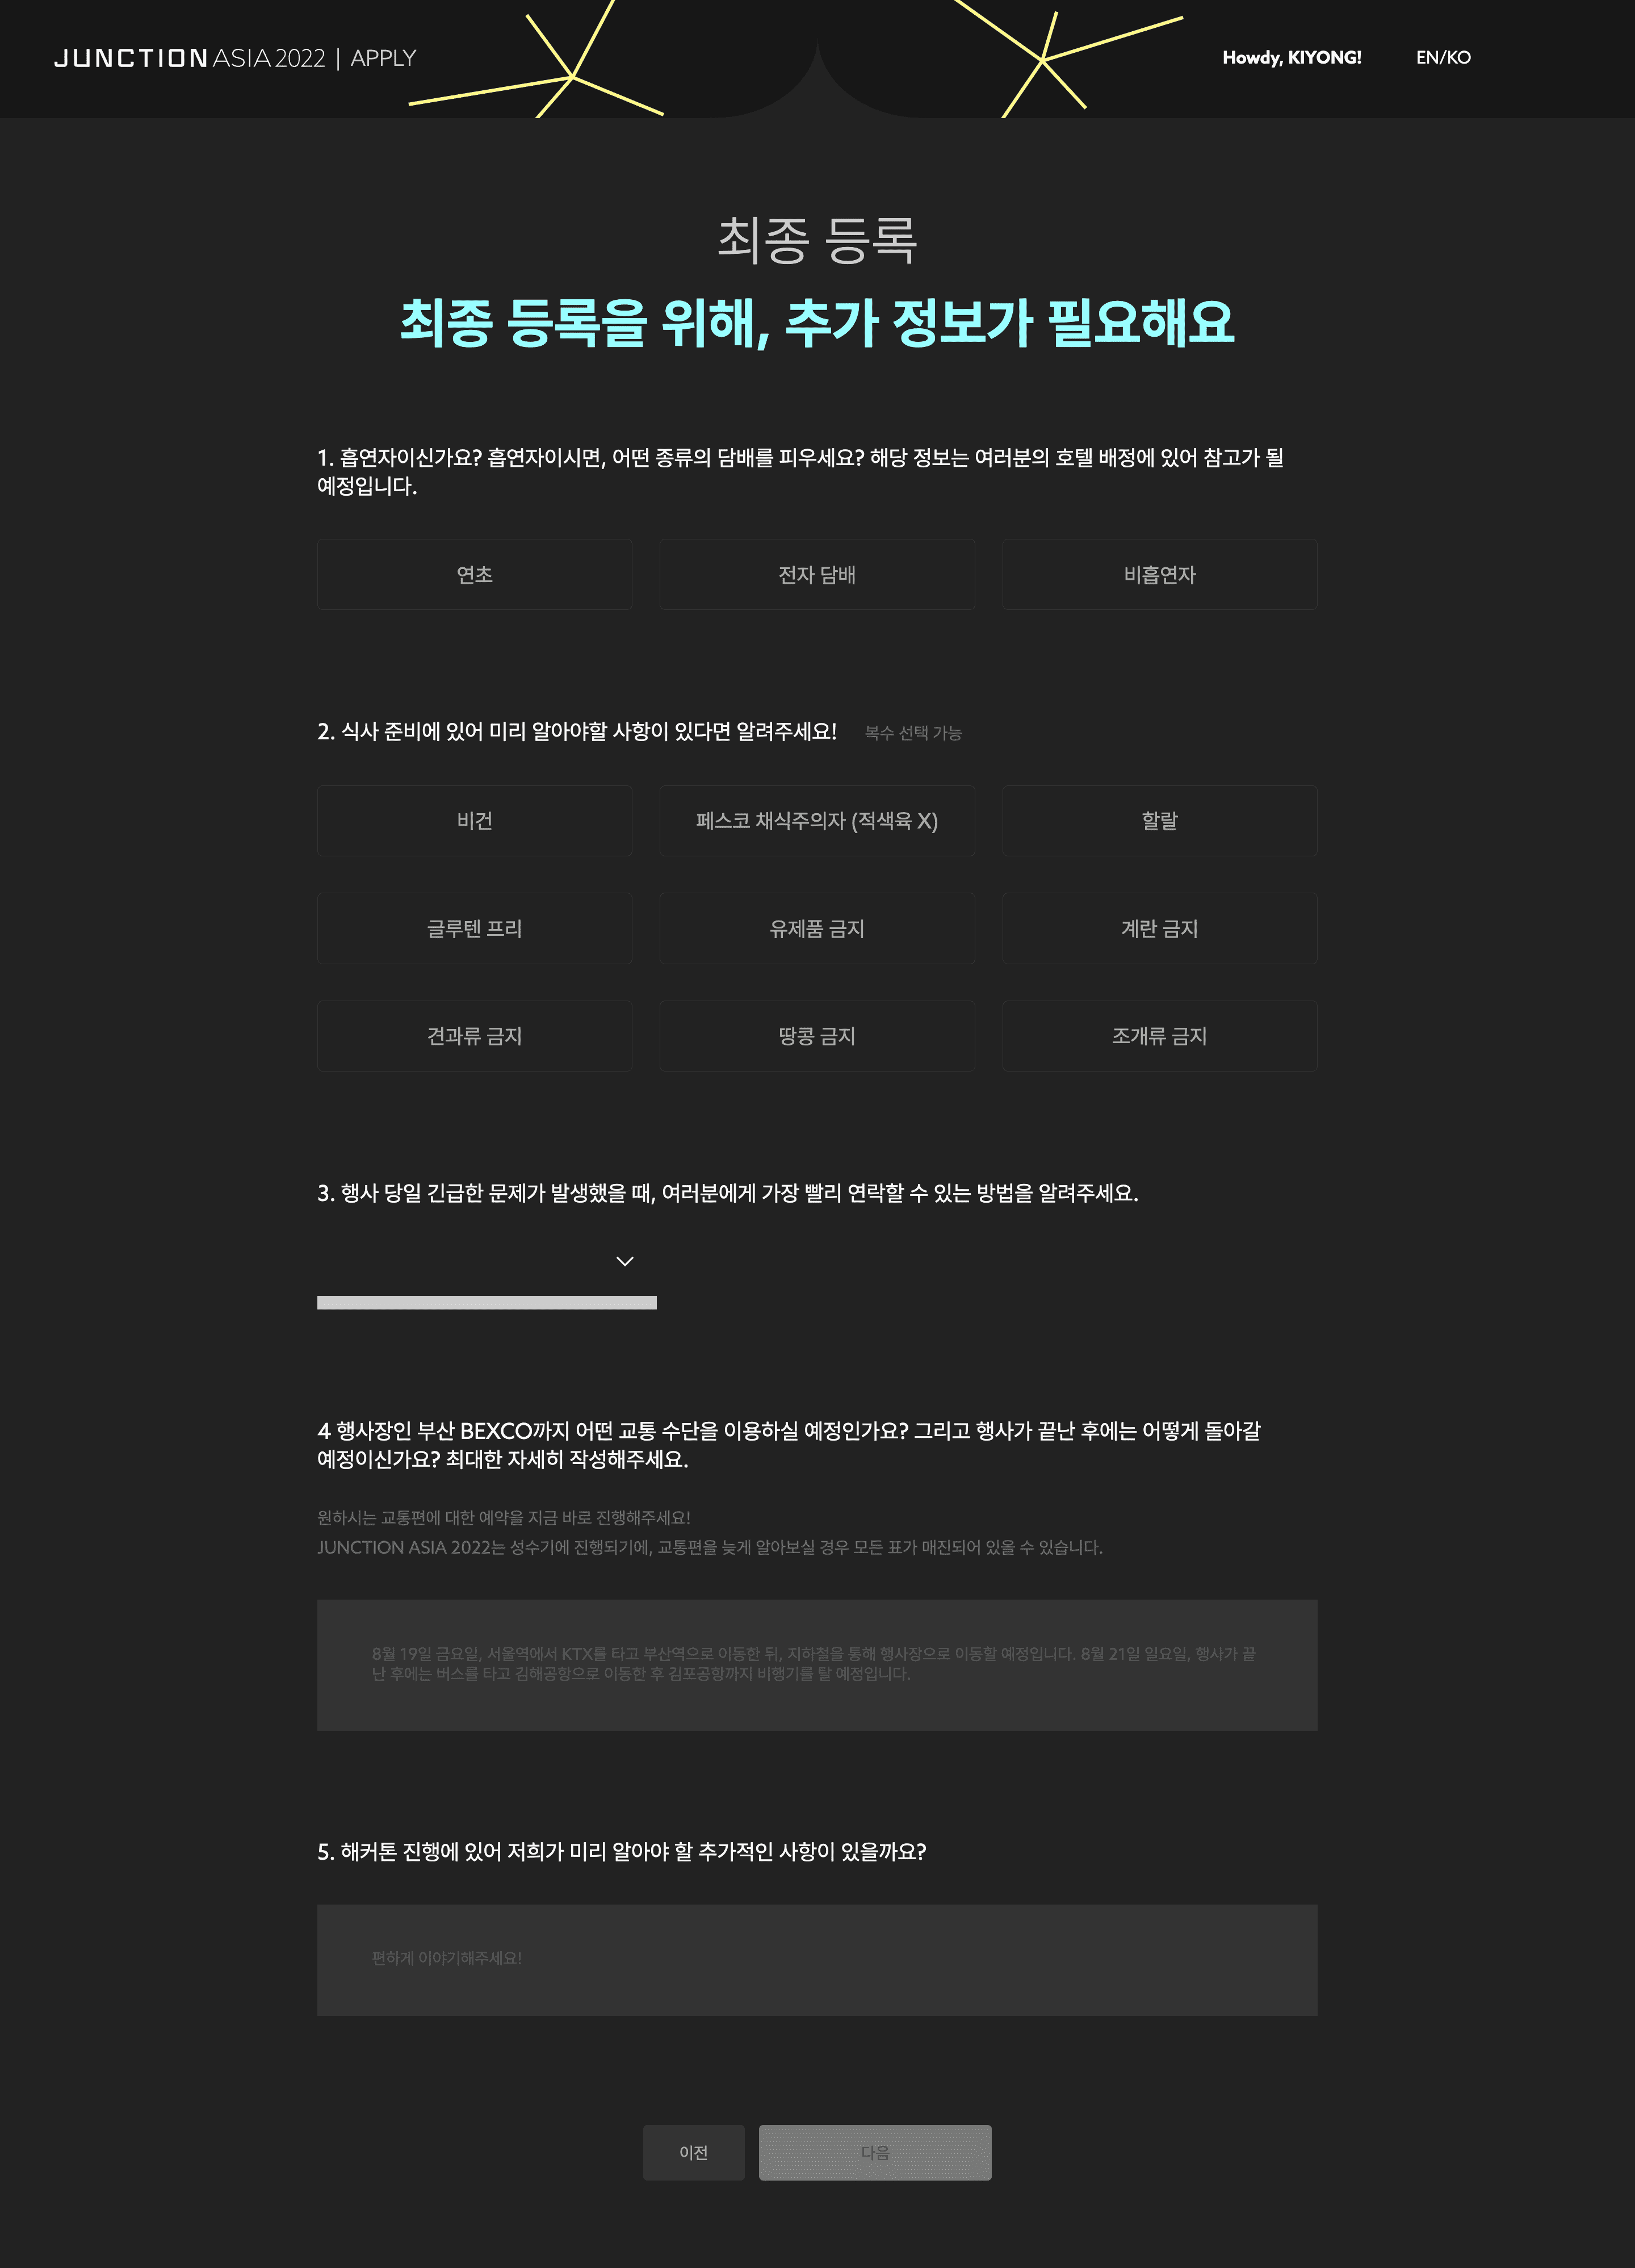 JUNCTION ASIA 2022 | APPLY
Howdy, KIYONG!
EN/KO
최종 등록
최종 등록을 위해, 추가 정보가 필요해요
1. 흡연자이신가요? 흡연자이시면, 어떤 종류의 담배를 피우세요? 해당 정보는 여러분의 호텔 배정에 있어 참고가 될
예정입니다.
연초
전자 담배
비흡연자
2. 식사 준비에 있어 미리 알아야할 사항이 있다면 알려주세요!
복수 선택 가능
비건
페스코 채식주의자 (적색육 X)
할랄
글루텐 프리
유제품 금지
계란 금지
견과류 금지
땅콩 금지
조개류 금지
3. 행사 당일 긴급한 문제가 발생했을 때, 여러분에게 가장 빨리 연락할 수 있는 방법을 알려주세요.
4 행사장인 부산 BEXCO까지 어떤 교통 수단을 이용하실 예정인가요? 그리고 행사가 끝난 후에는 어떻게 돌아갈
예정이신가요? 최대한 자세히 작성해주세요.
원하시는 교통편에 대한 예약을 지금 바로 진행해주세요!
JUNCTION ASIA 2022는 성수기에 진행되기에, 교통편을 늦게 알아보실 경우 모든 표가 매진되어 있을 수 있습니다.
8월 19일 금요일, 서울역에서 KTX를 타고 부산역으로 이동한 뒤, 지하철을 통해 행사장으로 이동할 예정입니다. 8월 21일 일요일, 행사가 끝
난 후에는 버스를 타고 김해공항으로 이동한 후 김포공항까지 비행기를 탈 예정입니다.
5. 해커톤 진행에 있어 저희가 미리 알아야 할 추가적인 사항이 있을까요?
편하게 이야기해주세요!
이전
다음